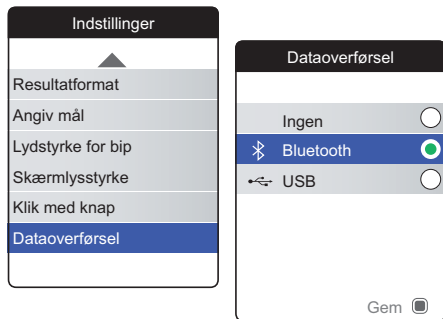 Indstillinger
Resultatformat
Angiv mål
Lydstyrke for bip
Skærmlysstyrke
Klik med knap
Dataoverførsel
Dataoverførsel
Ingen
Bluetooth
USB
Gem